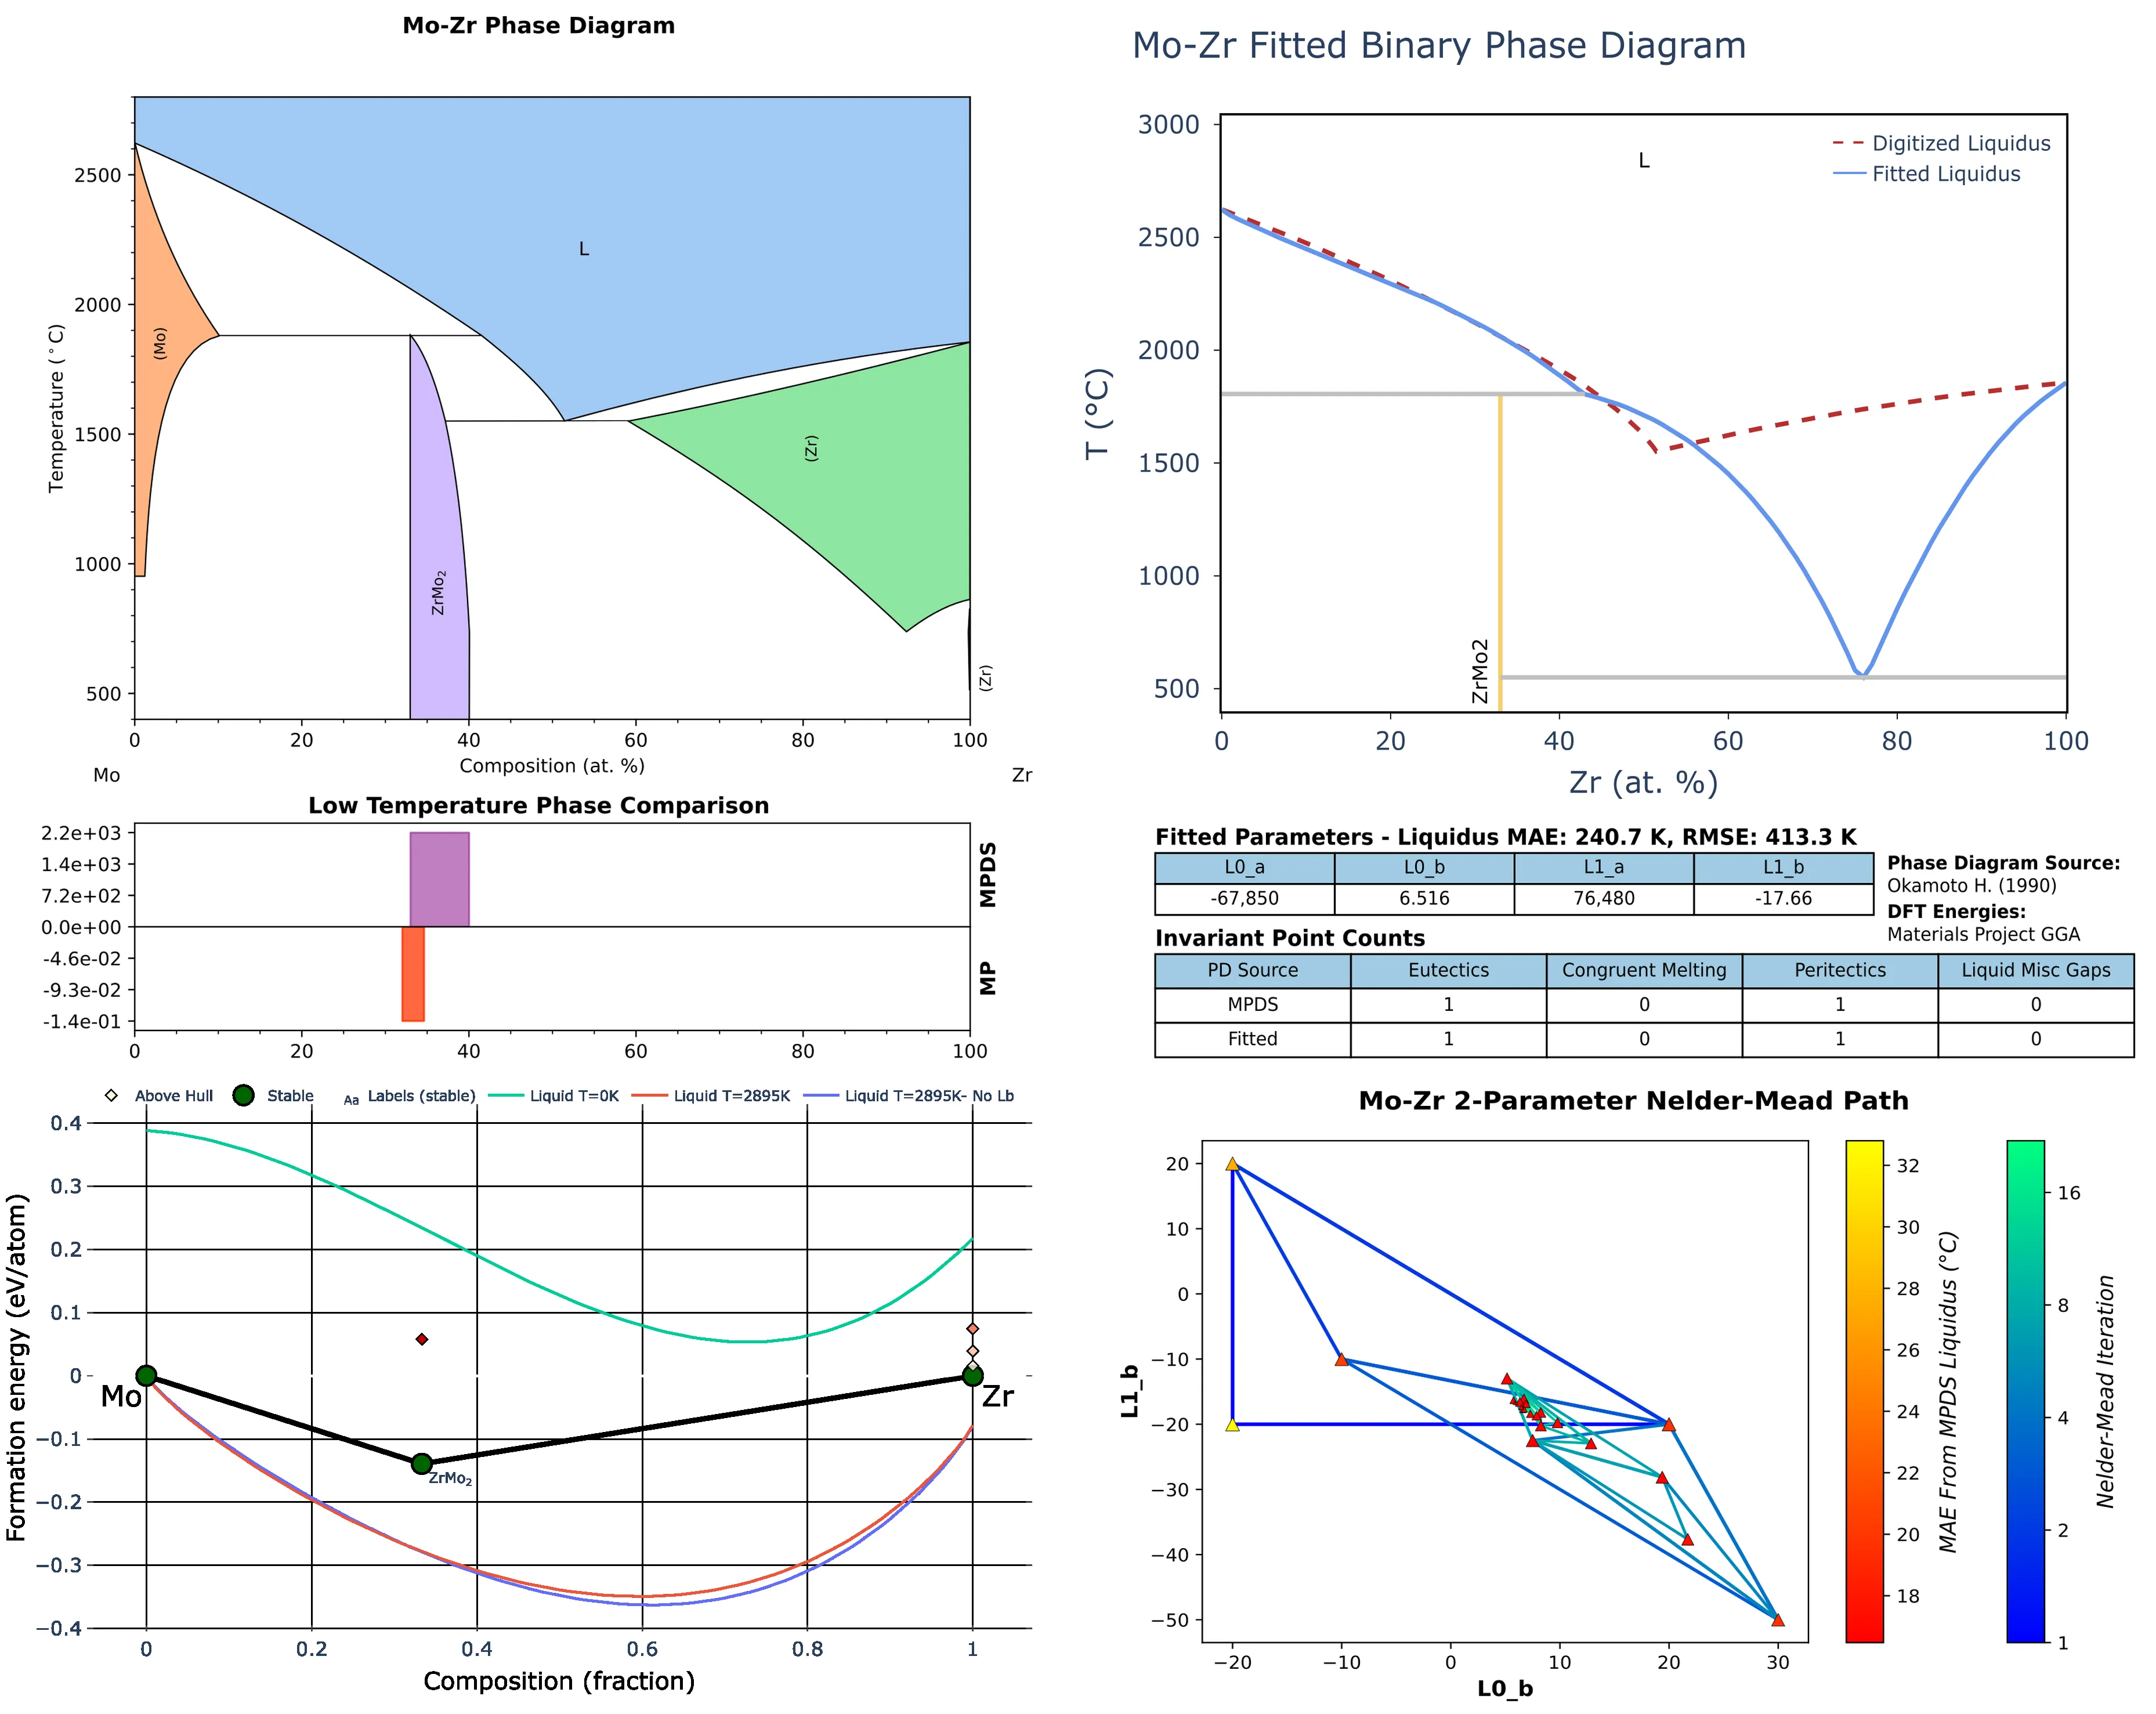 Mo-Zr Phase Diagram
Temperature (°C)
2500
2000
1500
1000
500
L
(Mo)
ZrMo2
(Zr)
(Zr)
0 20 40 60 80 100
Mo Composition (at. %) Zr
Low Temperature Phase Comparison
2.2e+03
1.4e+03
7.2e+02
0.0e+00
-4.6e-02
-9.3e-02
-1.4e-01
MPDS
MP
0 20 40 60 80 100
Above Hull Stable Aa Labels (stable) Liquid T=0K Liquid T=2895K Liquid T=2895K- No Lb
Formation energy (eV/atom)
0.4
0.3
0.2
0.1
0
−0.1
−0.2
−0.3
−0.4
Mo
ZrMo2
Zr
0 0.2 0.4 0.6 0.8 1
Composition (fraction)
Mo-Zr Fitted Binary Phase Diagram
T (°C)
3000
2500
2000
1500
1000
500
L
Digitized Liquidus
Fitted Liquidus
ZrMo2
0 20 40 60 80 100
Zr (at. %)
Fitted Parameters - Liquidus MAE: 240.7 K, RMSE: 413.3 K
L0_a L0_b L1_a L1_b
-67,850 6.516 76,480 -17.66
Phase Diagram Source:
Okamoto H. (1990)
DFT Energies:
Materials Project GGA
Invariant Point Counts
PD Source Eutectics Congruent Melting Peritectics Liquid Misc Gaps
MPDS 1 0 1 0
Fitted 1 0 1 0
Mo-Zr 2-Parameter Nelder-Mead Path
L1_b
20
10
0
−10
−20
−30
−40
−50
−20 −10 0 10 20 30
L0_b
32
30
28
26
24
22
20
18
MAE From MPDS Liquidus (°C)
16
8
4
2
1
Nelder-Mead Iteration